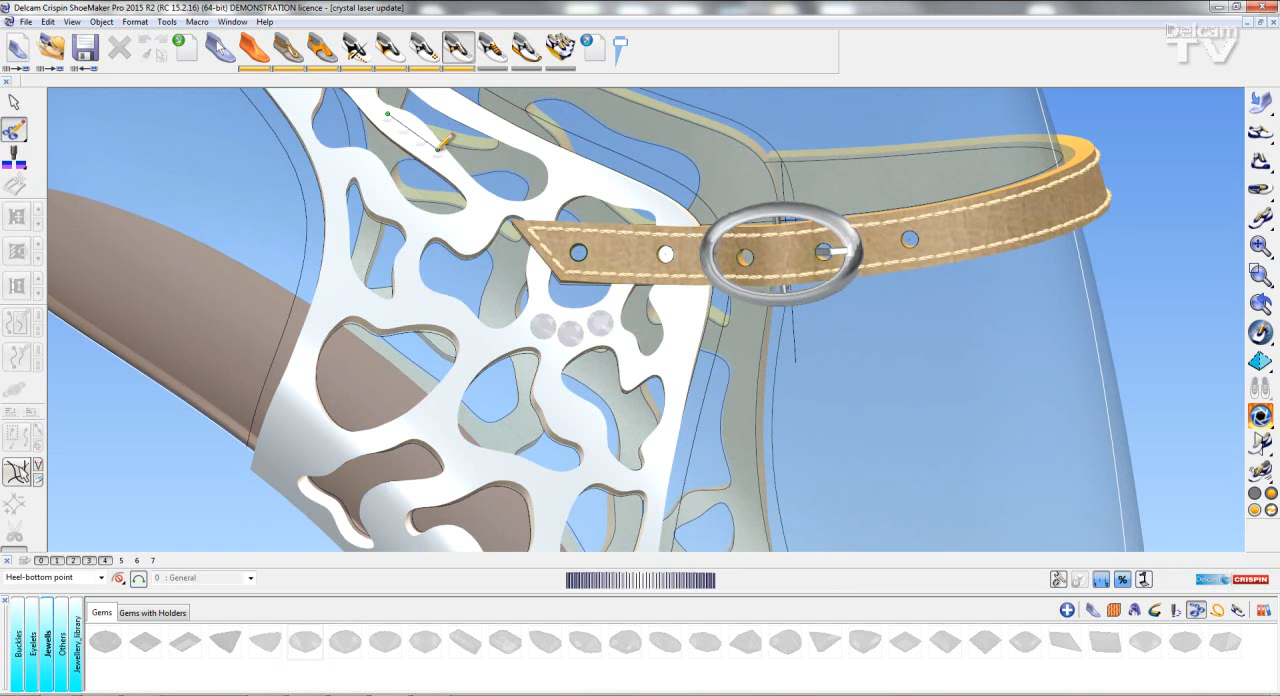 Delcam Crispin ShoeMaker Pro 2015 R2 (RC 15.2.16) (64-bit) DEMONSTRATION licence - [crystal laser update]
File Edit View Object Format Tools Macro Window Help
Delcam
TV
0 1 2 3 4 5 6 7
Heel-bottom point
0 : General
%
Delcam CRISPIN
Gems Gems with Holders
Buckles
Eyelets
Jewells
Others
Jewellery_library